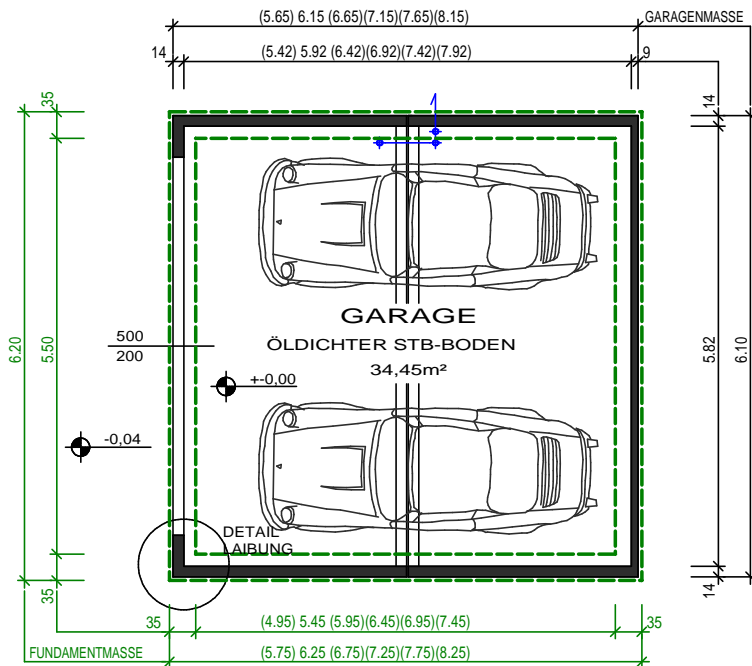 (5.65) 6.15 (6.65)(7.15)(7.65)(8.15)
GARAGENMASSE
14
(5.42) 5.92 (6.42)(6.92)(7.42)(7.92)
9
35
14
GARAGE
ÖLDICHTER STB-BODEN
34,45m²
500
200
+-0,00
-0,04
6.20
5.50
5.82
6.10
DETAIL
LAIBUNG
35
14
35
(4.95) 5.45 (5.95)(6.45)(6.95)(7.45)
35
FUNDAMENTMASSE
(5.75) 6.25 (6.75)(7.25)(7.75)(8.25)